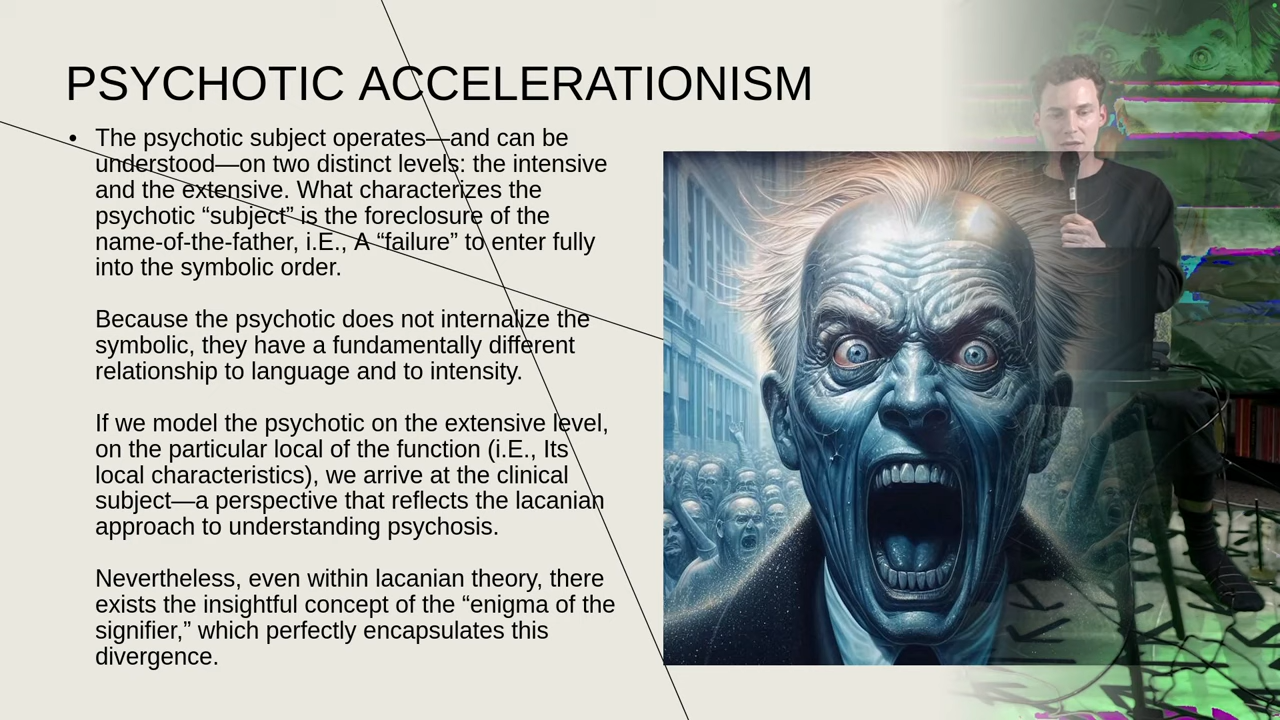 PSYCHOTIC ACCELERATIONISM
• The psychotic subject operates—and can be
understood—on two distinct levels: the intensive
and the extensive. What characterizes the
psychotic “subject” is the foreclosure of the
name-of-the-father, i.E., A “failure” to enter fully
into the symbolic order.
Because the psychotic does not internalize the
symbolic, they have a fundamentally different
relationship to language and to intensity.
If we model the psychotic on the extensive level,
on the particular local of the function (i.E., Its
local characteristics), we arrive at the clinical
subject—a perspective that reflects the lacanian
approach to understanding psychosis.
Nevertheless, even within lacanian theory, there
exists the insightful concept of the “enigma of the
signifier,” which perfectly encapsulates this
divergence.